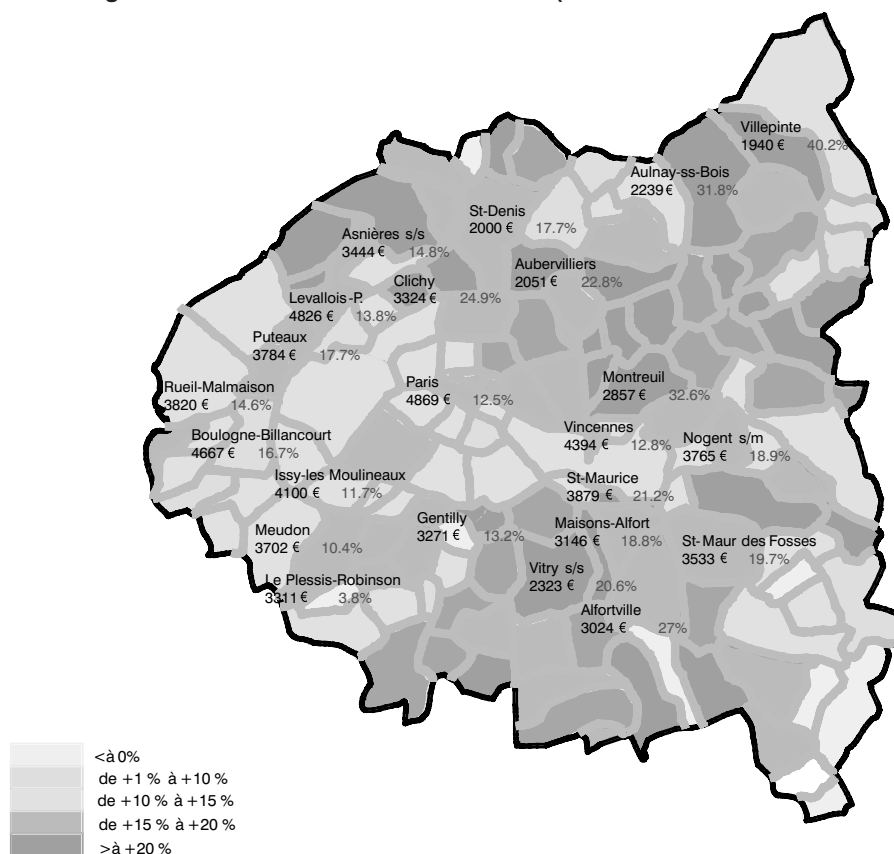 Villepinte
1940 € 40.2%
Aulnay-ss-Bois
2239 € 31.8%
St-Denis
2000 € 17.7%
Asnières s/s
3444 € 14.8%
Aubervilliers
2051 € 22.8%
Clichy
3324 € 24.9%
Levallois-P.
4826 € 13.8%
Puteaux
3784 € 17.7%
Rueil-Malmaison
3820 € 14.6%
Paris
4869 € 12.5%
Montreuil
2857 € 32.6%
Boulogne-Billancourt
4667 € 16.7%
Vincennes
4394 € 12.8%
Nogent s/m
3765 € 18.9%
Issy-les Moulineaux
4100 € 11.7%
St-Maurice
3879 € 21.2%
Meudon
3702 € 10.4%
Gentilly
3271 € 13.2%
Maisons-Alfort
3146 € 18.8%
St-Maur des Fosses
3533 € 19.7%
Le Plessis-Robinson
3311 € 3.8%
Vitry s/s
2323 € 20.6%
Alfortville
3024 € 27%
<à 0%
de +1 % à +10 %
de +10 % à +15 %
de +15 % à +20 %
>à +20 %